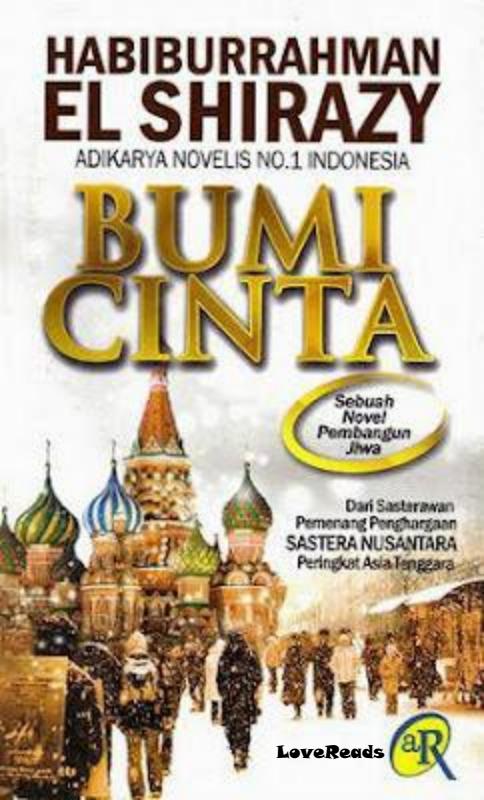 HABIBURRAHMAN
EL SHIRAZY
ADIKARYA NOVELIS NO.1 INDONESIA
BUMI
CINTA
Sebuah
Novel
Pembangun
Jiwa
Dari Sasterawan
Pemenang Penghargaan
SASTERA NUSANTARA
Peringkat Asia Tenggara
LoveReads
aR